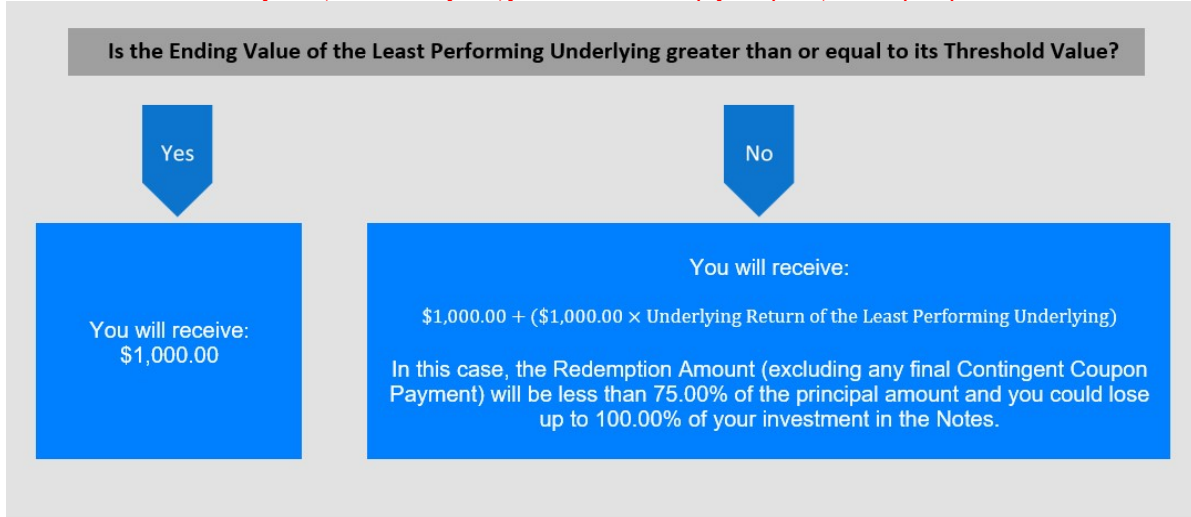 Is the Ending Value of the Least Performing Underlying greater than or equal to its Threshold Value?
Yes
No
You will receive:
$1,000.00
You will receive:
$1,000.00 + ($1,000.00 × Underlying Return of the Least Performing Underlying)
In this case, the Redemption Amount (excluding any final Contingent Coupon
Payment) will be less than 75.00% of the principal amount and you could lose
up to 100.00% of your investment in the Notes.